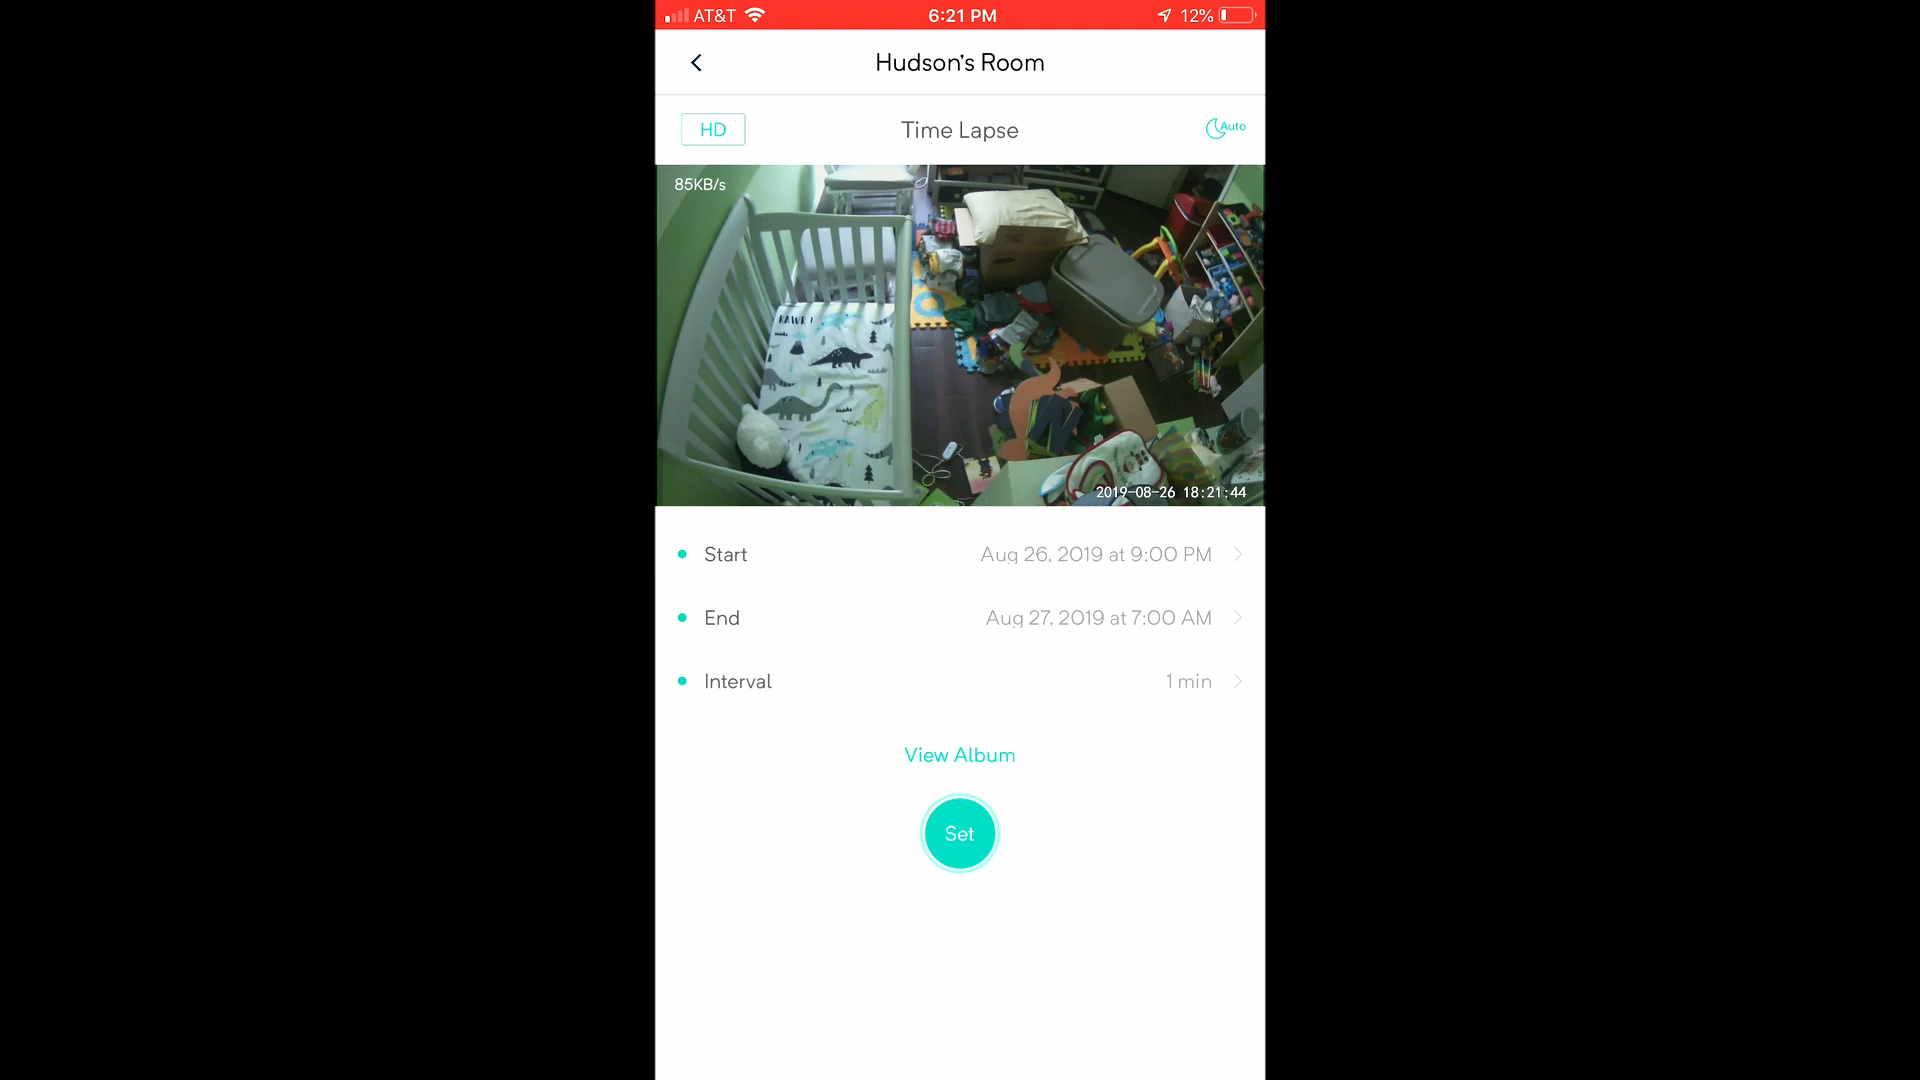 AT&T 6:21 PM 12%
Hudson's Room
HD Time Lapse Auto
85KB/s
RAWR!
2019-08-26 18:21:44
Start Aug 26, 2019 at 9:00 PM
End Aug 27, 2019 at 7:00 AM
Interval 1 min
View Album
Set